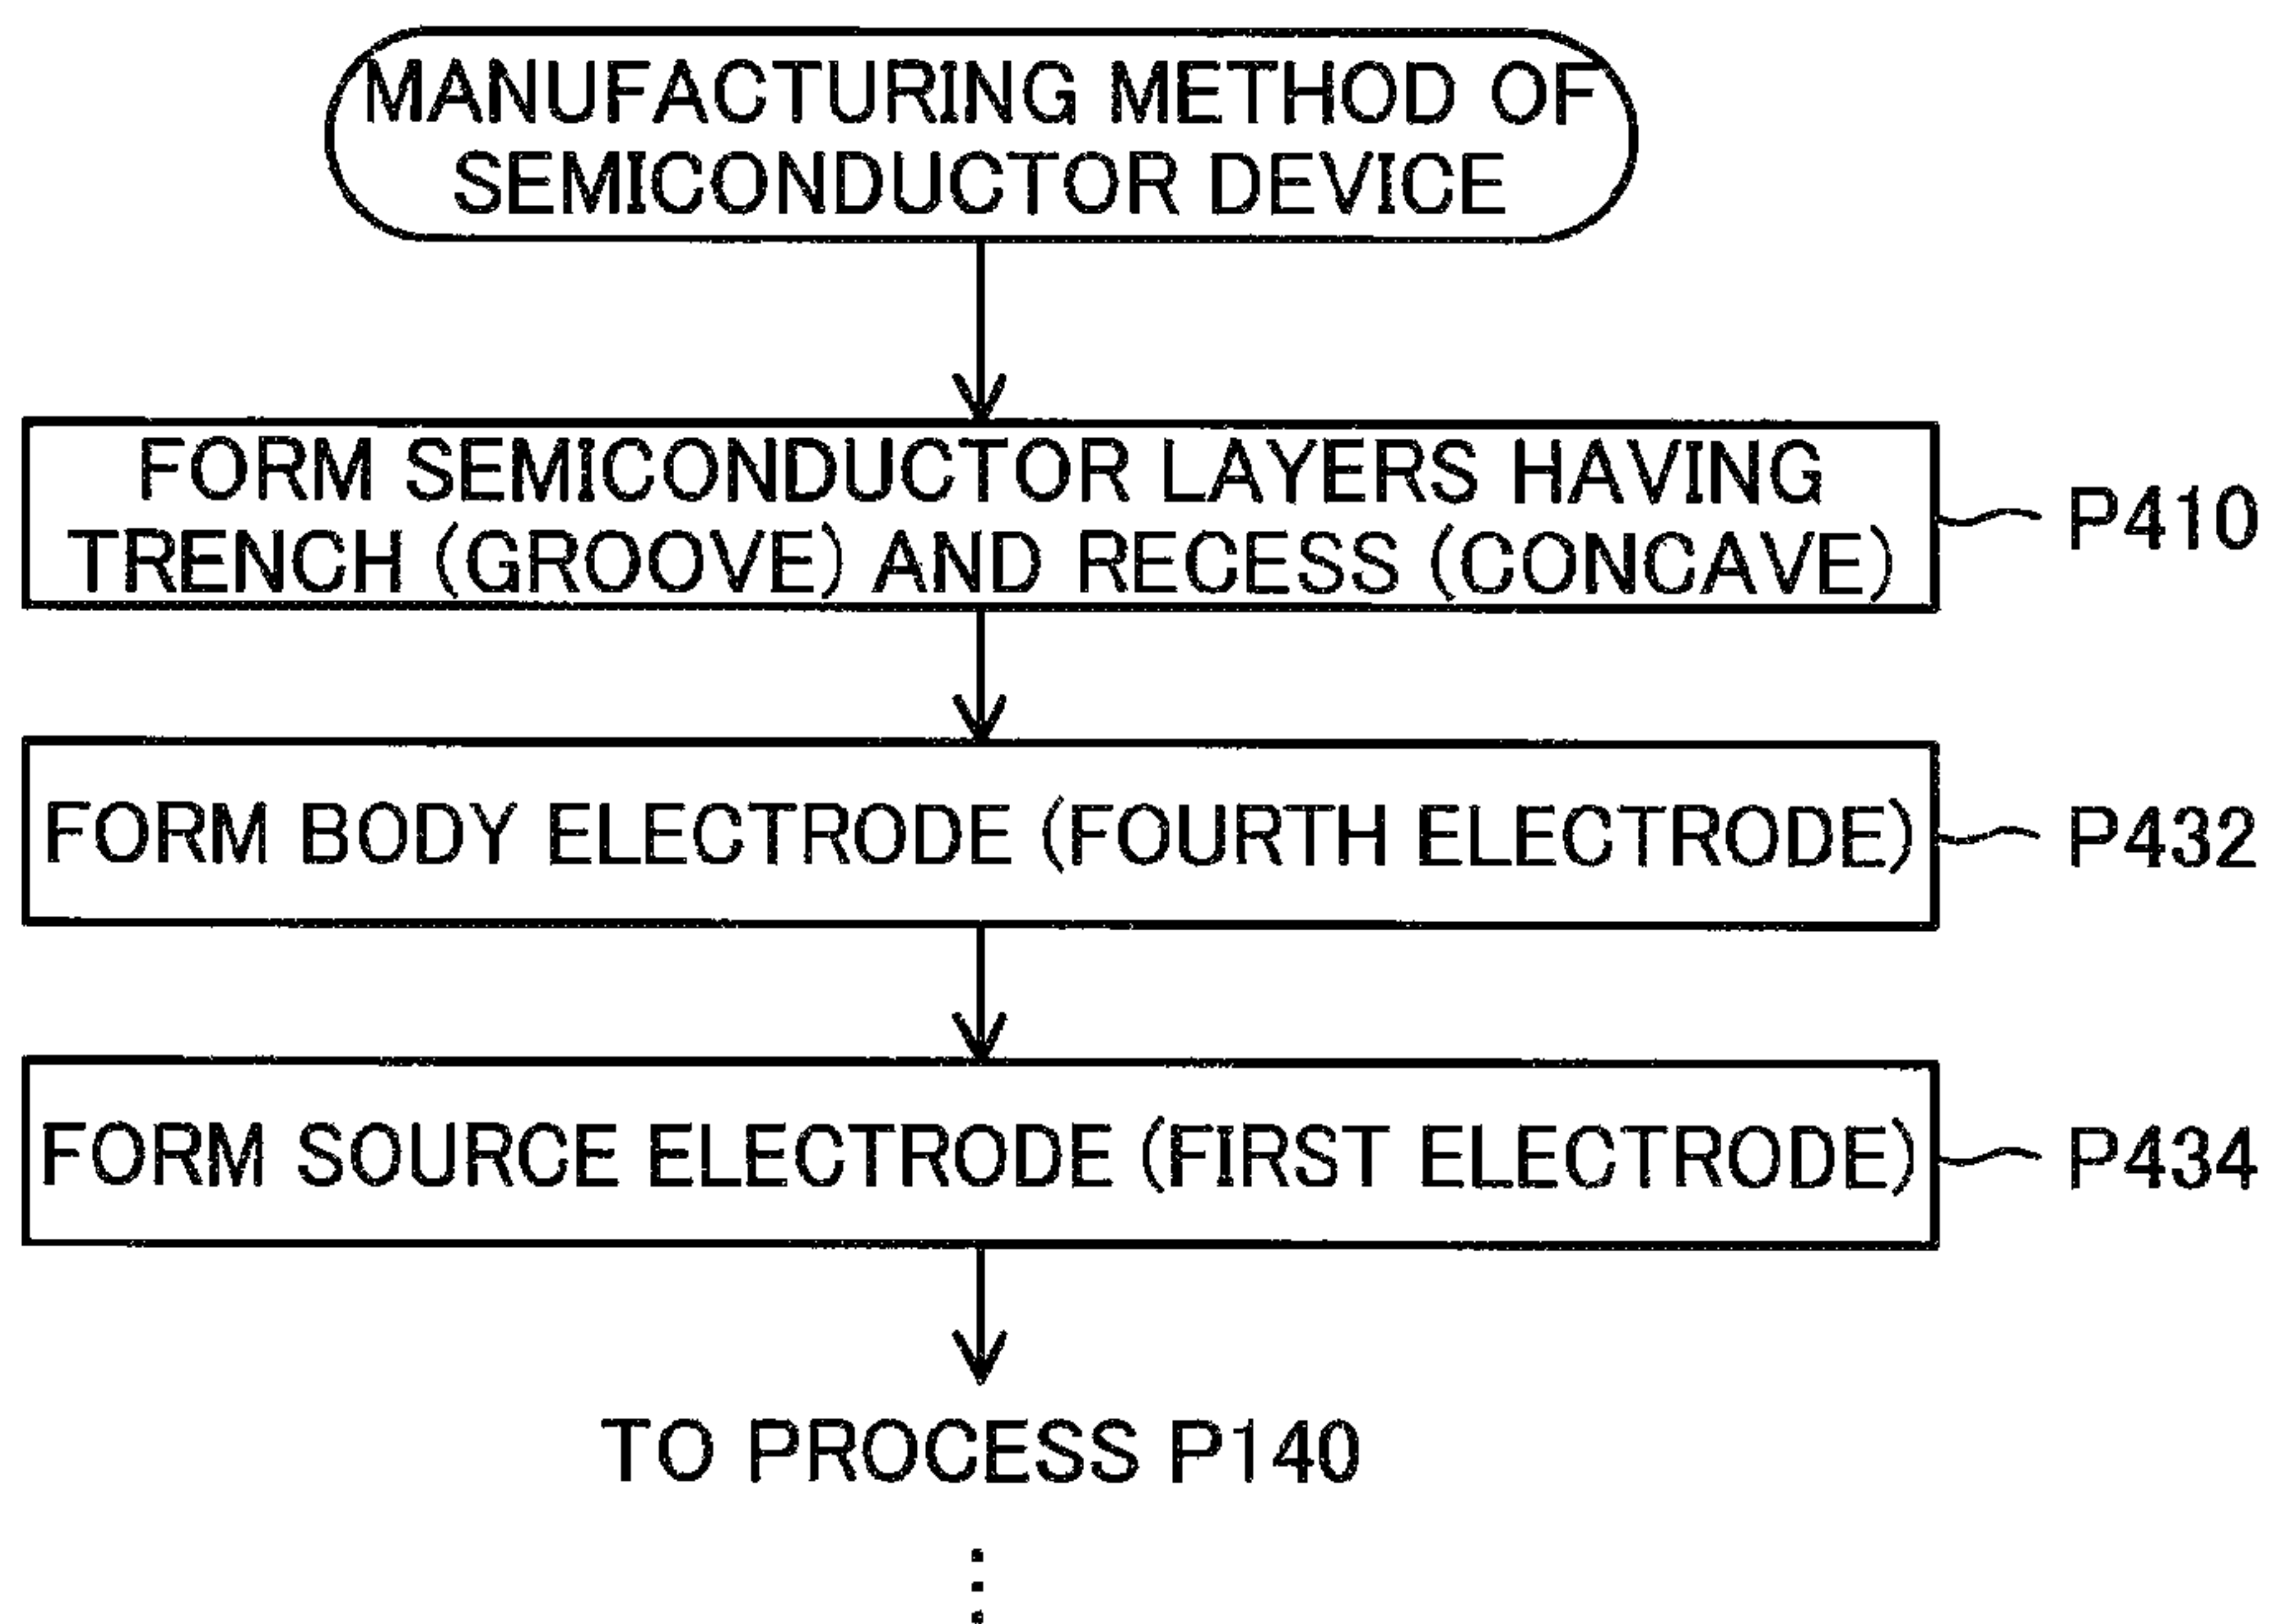 MANUFACTURING METHOD OF
SEMICONDUCTOR DEVICE
FORM SEMICONDUCTOR LAYERS HAVING
TRENCH (GROOVE) AND RECESS (CONCAVE)
P410
FORM BODY ELECTRODE (FOURTH ELECTRODE)
P432
FORM SOURCE ELECTRODE (FIRST ELECTRODE)
P434
TO PROCESS P140